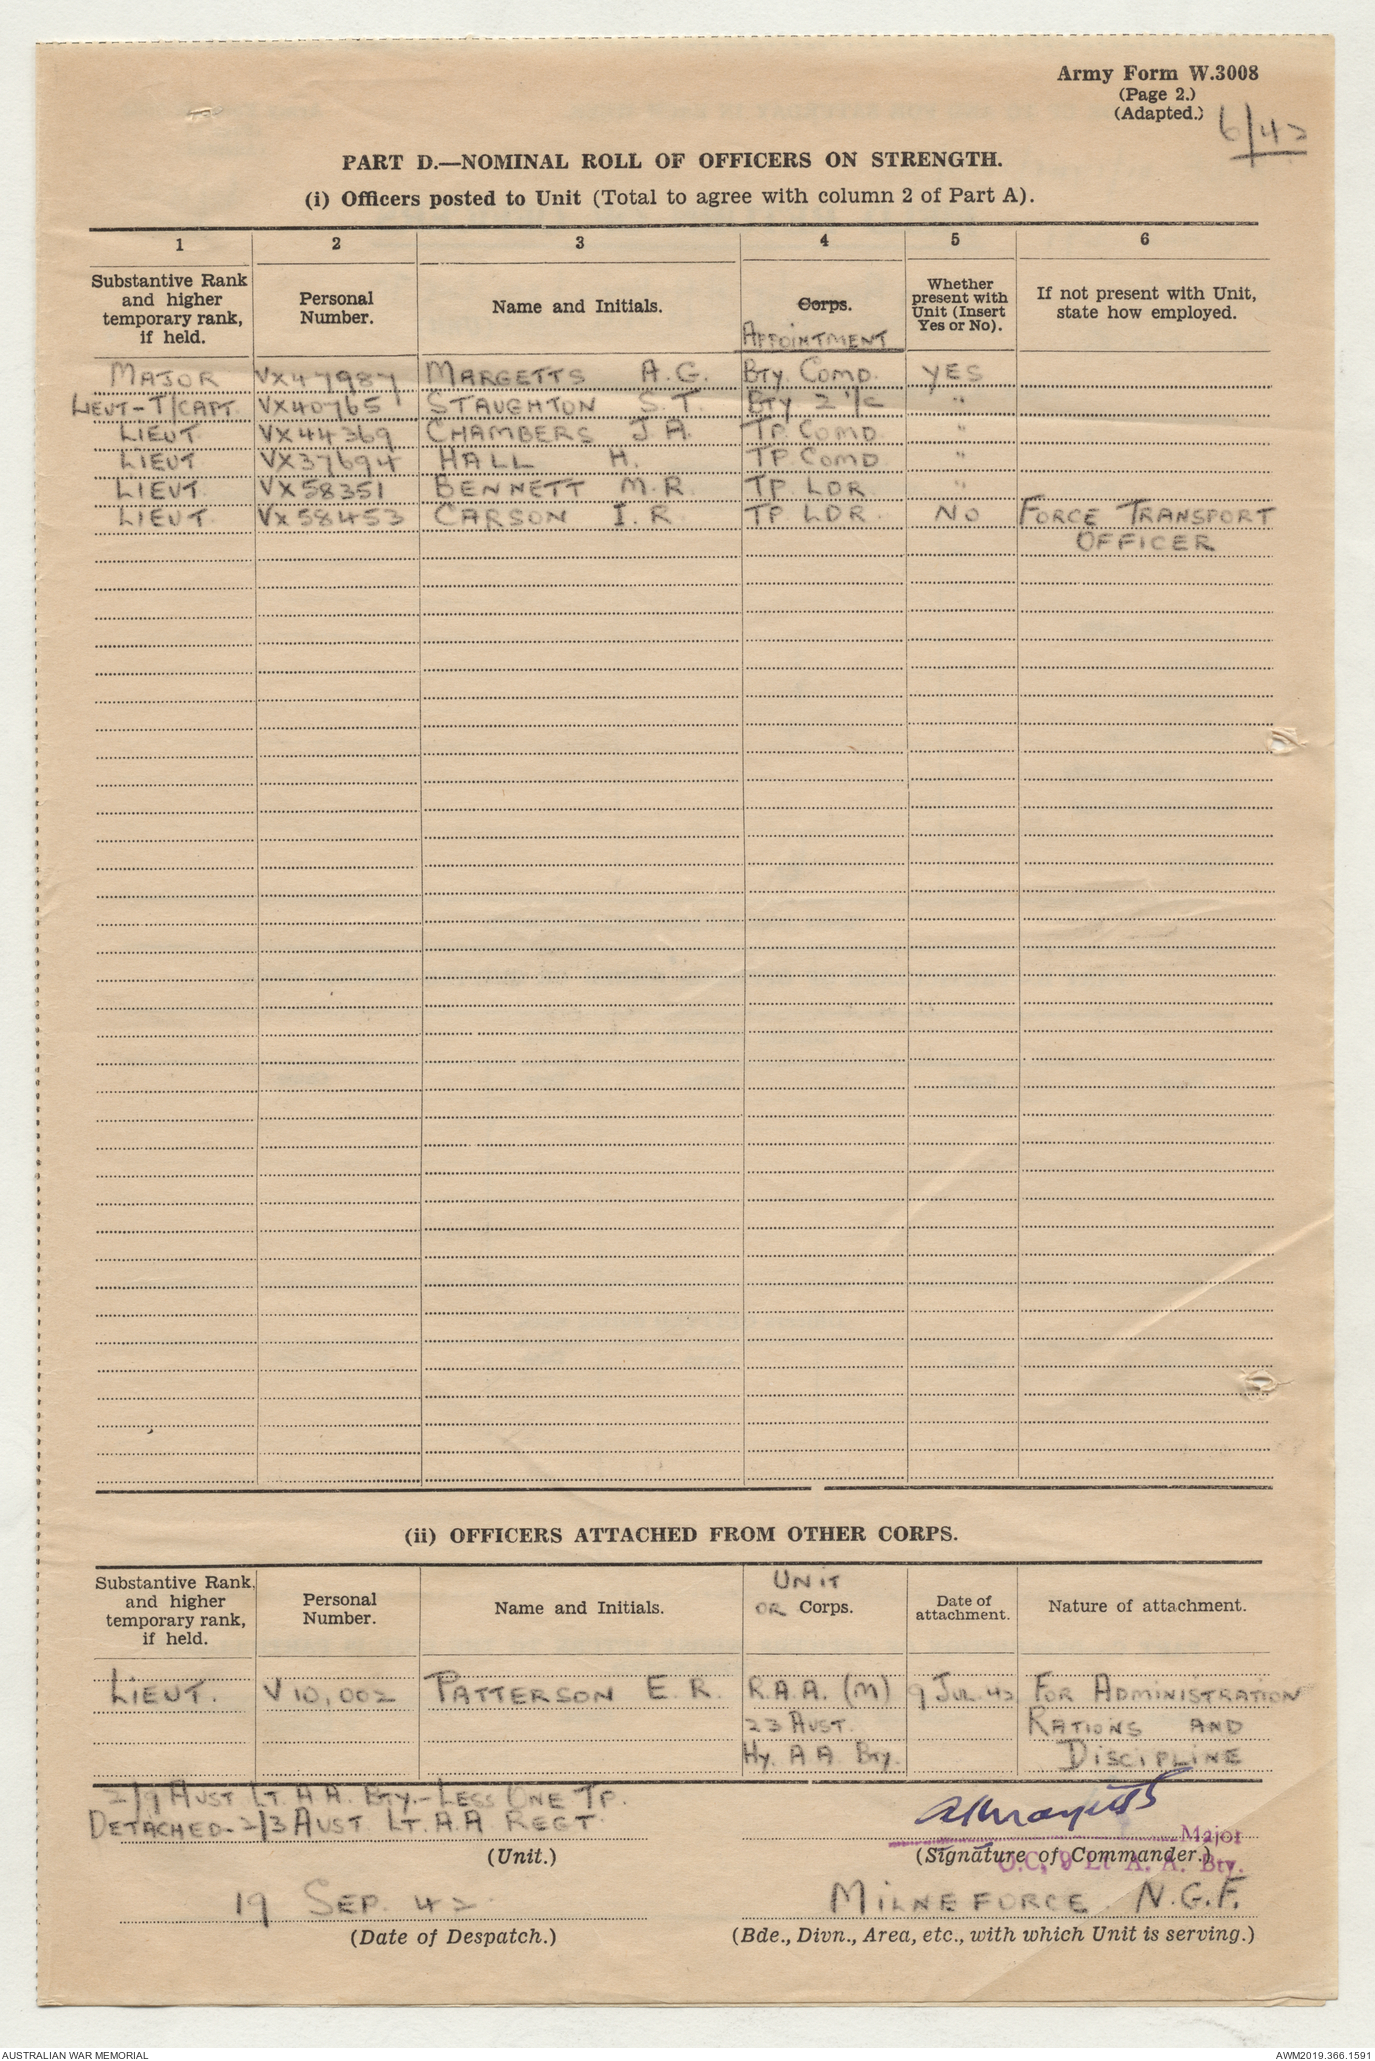 Army Form W.3008
(Page 2.)
(Adapted.)
6/42
PART D.—NOMINAL ROLL OF OFFICERS ON STRENGTH.
(i) Officers posted to Unit (Total to agree with column 2 of Part A).
1 2 3 4 5 6
Substantive Rank and higher temporary rank, if held.
Personal Number.
Name and Initials.
Corps.
APPOINTMENT
Whether present with Unit (Insert Yes or No).
If not present with Unit, state how employed.
MAJOR VX47987 MARGETTS A.G. BTY. COMD. YES
LIEUT-T/CAPT. VX40765 STAUGHTON S.T. BTY 2 I/C "
LIEUT VX44369 CHAMBERS J.A. TP. COMD "
LIEUT VX37694 HALL H. TP. COMD "
LIEUT. VX58351 BENNETT M.R. TP. LDR "
LIEUT. VX58453 CARSON I.R. TP. LDR. NO FORCE TRANSPORT
OFFICER
(ii) OFFICERS ATTACHED FROM OTHER CORPS.
Substantive Rank and higher temporary rank, if held.
Personal Number.
Name and Initials.
UNIT
OR Corps.
Date of attachment.
Nature of attachment.
LIEUT. V10,002 PATTERSON E.R. R.A.A. (M) 9 JUL. 42 FOR ADMINISTRATION
23 AUST. RATIONS AND
HY. A A BTY. DISCIPLINE
2/9 AUST LT. A A. BTY.-LESS ONE TP.
DETACHED-2/3 AUST LT. A.A REGT.
(Unit.)
AGMargetts
Major
(Signature of Commander.)
O.C. 9 Lt A. A. Bty.
19 SEP. 42
(Date of Despatch.)
MILNE FORCE N.G.F.
(Bde., Divn., Area, etc., with which Unit is serving.)
AUSTRALIAN WAR MEMORIAL
AWM2019.366.1591